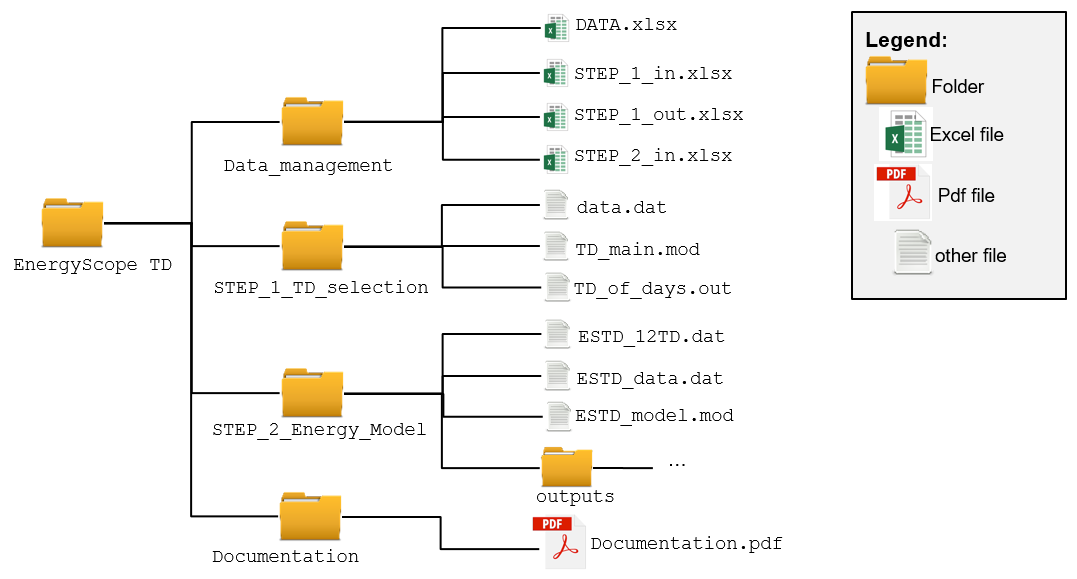 DATA.xlsx
STEP_1_in.xlsx
STEP_1_out.xlsx
STEP_2_in.xlsx
Data_management
data.dat
TD_main.mod
TD_of_days.out
STEP_1_TD_selection
EnergyScope TD
ESTD_12TD.dat
ESTD_data.dat
ESTD_model.mod
STEP_2_Energy_Model
...
outputs
PDF
Documentation.pdf
Documentation
Legend:
Folder
Excel file
PDF
Pdf file
other file